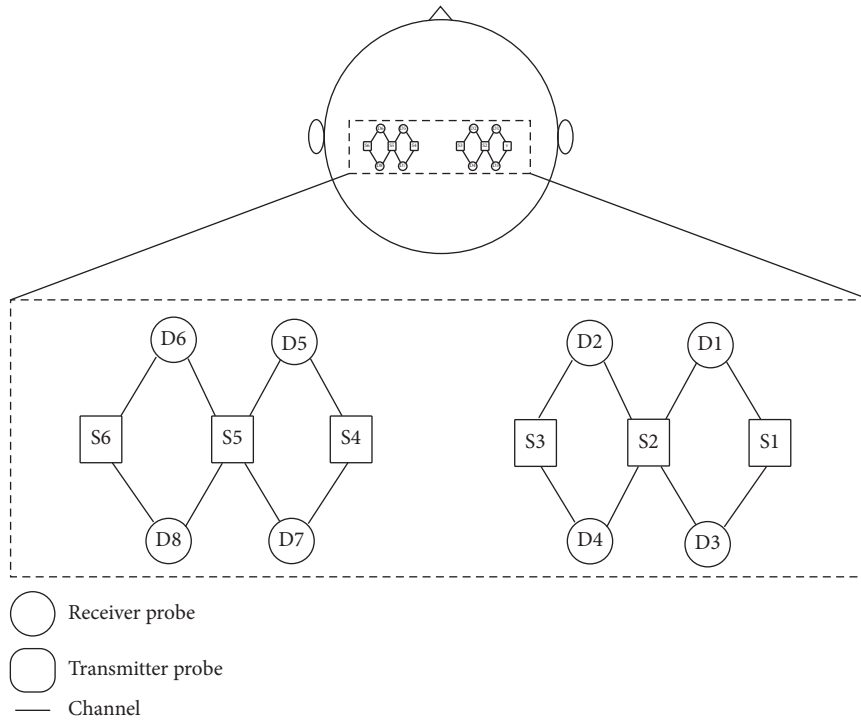 D6 D5 D2 D1
S6 S5 S4 S3 S2 S1
D8 D7 D4 D3
Receiver probe
Transmitter probe
Channel